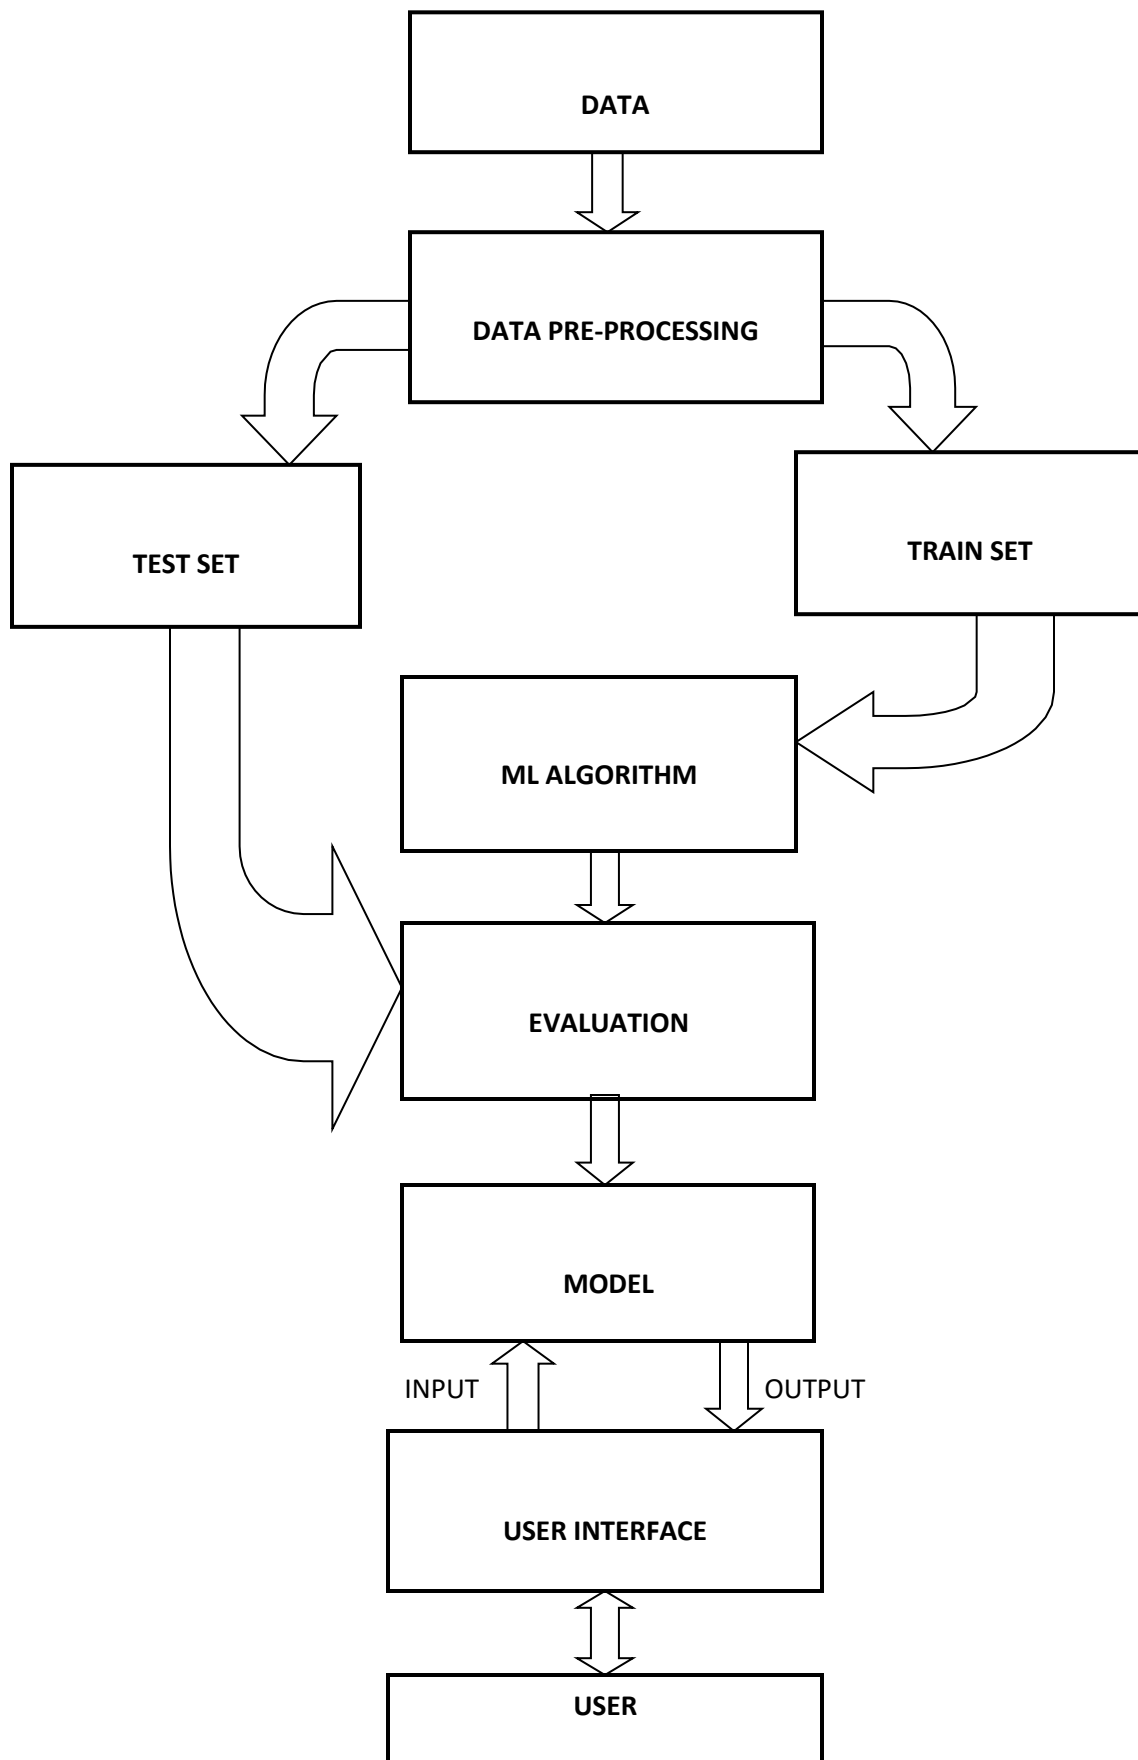 DATA
DATA PRE-PROCESSING
TEST SET
TRAIN SET
ML ALGORITHM
EVALUATION
MODEL
INPUT
OUTPUT
USER INTERFACE
USER